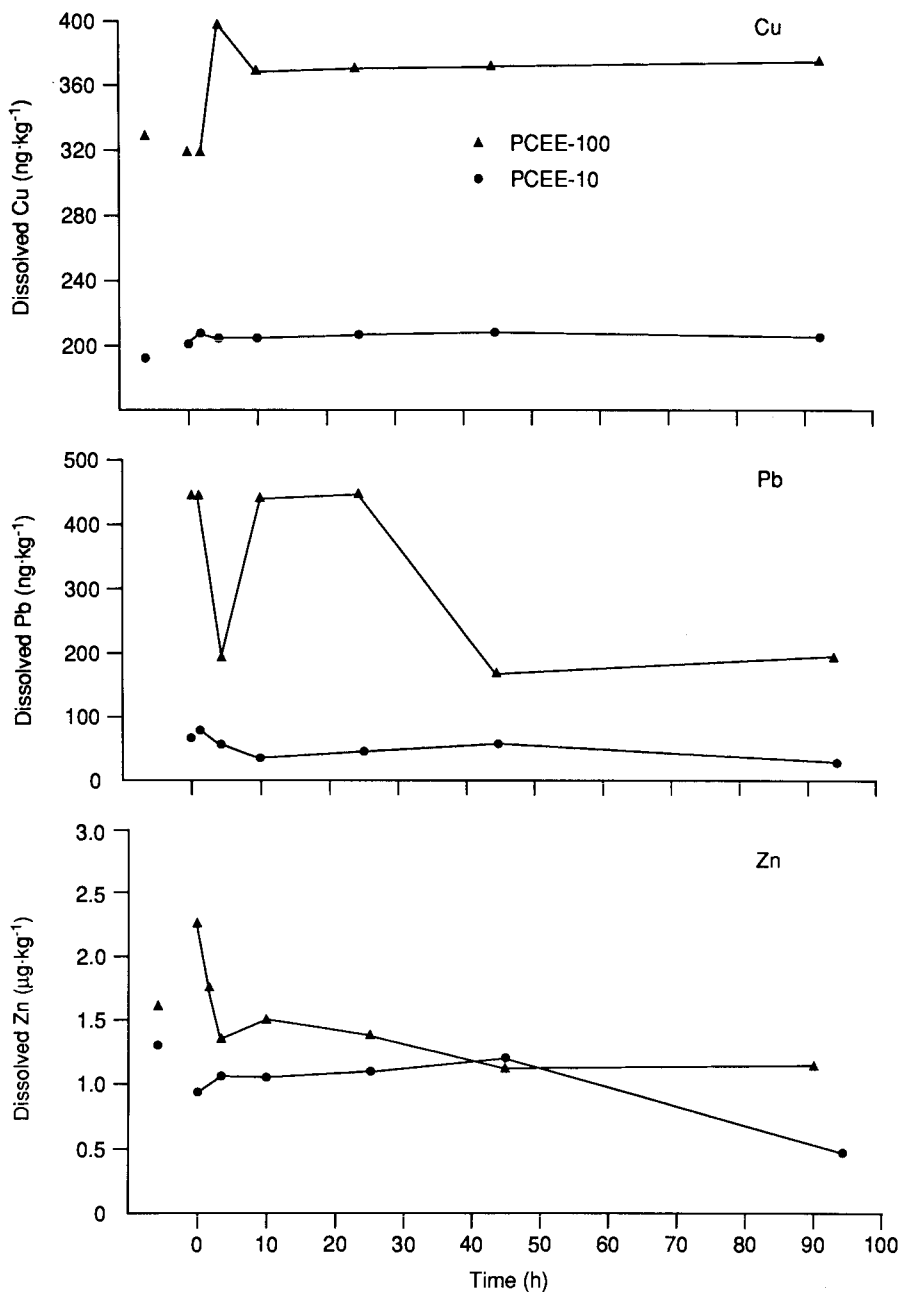 Cu
Dissolved Cu (ng·kg⁻¹)
400
360
320
280
240
200
PCEE-100
PCEE-10
Pb
Dissolved Pb (ng·kg⁻¹)
500
400
300
200
100
0
Zn
Dissolved Zn (µg·kg⁻¹)
3.0
2.5
2.0
1.5
1.0
0.5
0
0 10 20 30 40 50 60 70 80 90 100
Time (h)